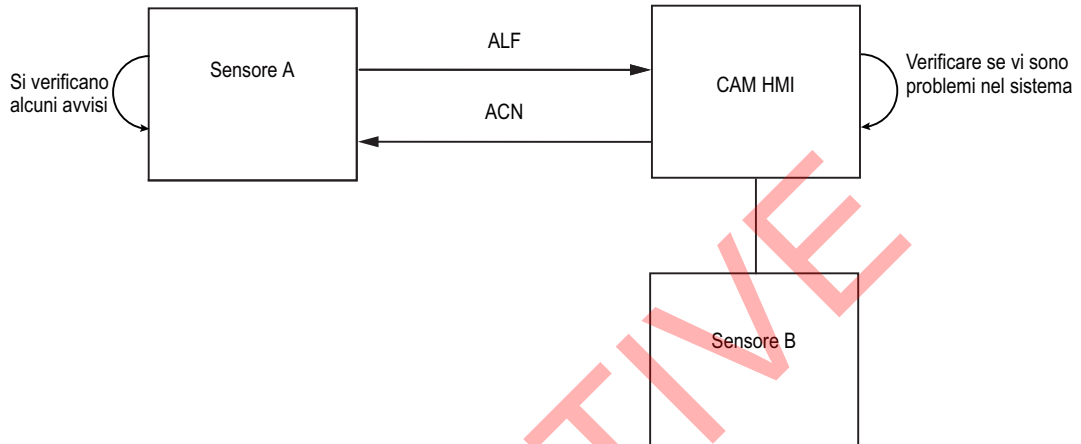 ALF
Sensore A
Si verificano
alcuni avvisi
CAM HMI
Verificare se vi sono
problemi nel sistema
ACN
Sensore B
TIVE